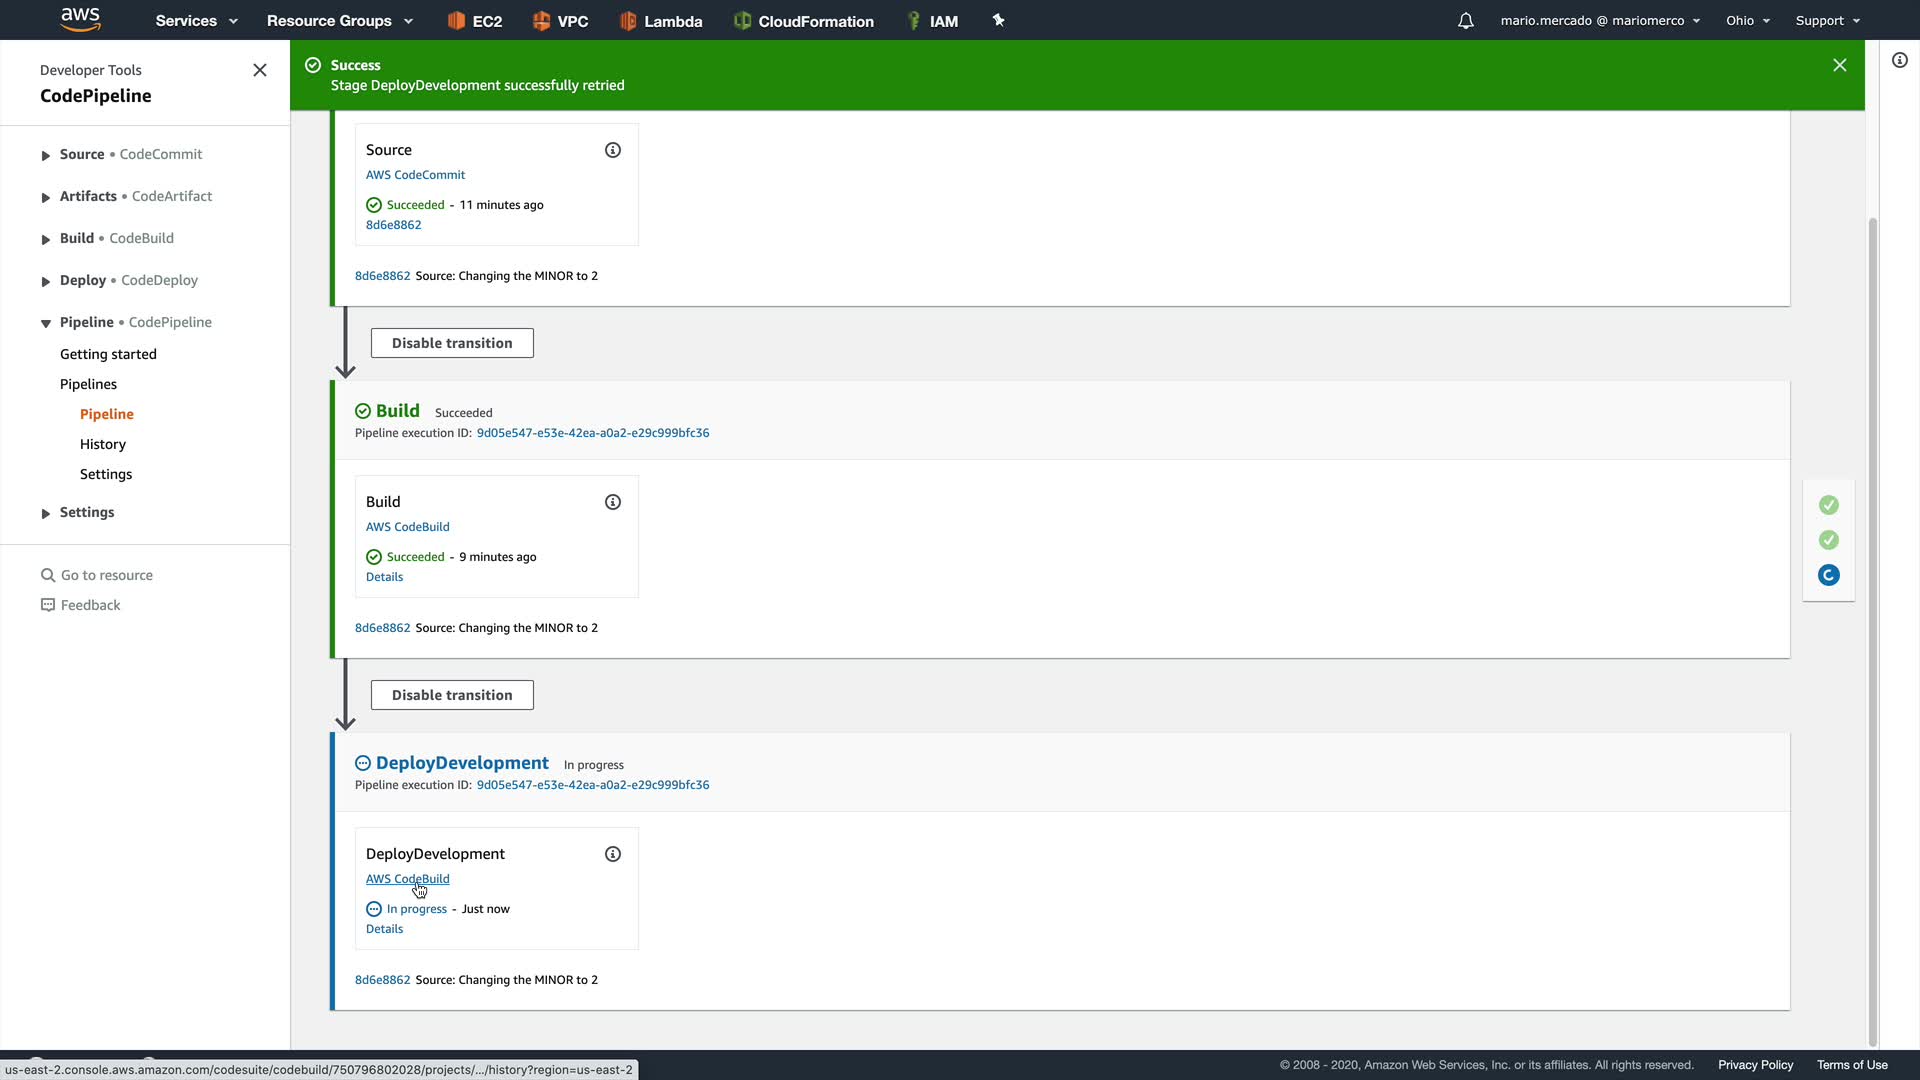 aws
Services
Resource Groups
EC2
VPC
Lambda
CloudFormation
IAM
mario.mercado @ mariomerco
Ohio
Support
Developer Tools
CodePipeline
Source • CodeCommit
Artifacts • CodeArtifact
Build • CodeBuild
Deploy • CodeDeploy
Pipeline • CodePipeline
Getting started
Pipelines
Pipeline
History
Settings
Settings
Go to resource
Feedback
Success
Stage DeployDevelopment successfully retried
Source
AWS CodeCommit
Succeeded - 11 minutes ago
8d6e8862
8d6e8862 Source: Changing the MINOR to 2
Disable transition
Build Succeeded
Pipeline execution ID: 9d05e547-e53e-42ea-a0a2-e29c999bfc36
Build
AWS CodeBuild
Succeeded - 9 minutes ago
Details
8d6e8862 Source: Changing the MINOR to 2
Disable transition
DeployDevelopment In progress
Pipeline execution ID: 9d05e547-e53e-42ea-a0a2-e29c999bfc36
DeployDevelopment
AWS CodeBuild
In progress - Just now
Details
8d6e8862 Source: Changing the MINOR to 2
us-east-2.console.aws.amazon.com/codesuite/codebuild/750796802028/projects/.../history?region=us-east-2
© 2008 - 2020, Amazon Web Services, Inc. or its affiliates. All rights reserved.
Privacy Policy
Terms of Use